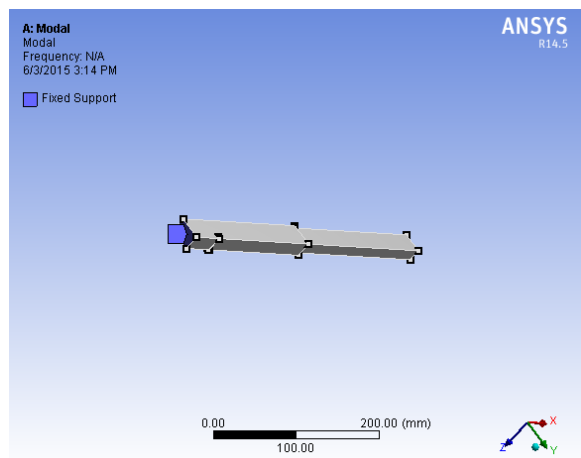 A: Modal
Modal
Frequency: N/A
6/3/2015 3:14 PM
Fixed Support
ANSYS
R14.5
0.00
200.00 (mm)
100.00
X
Y
Z